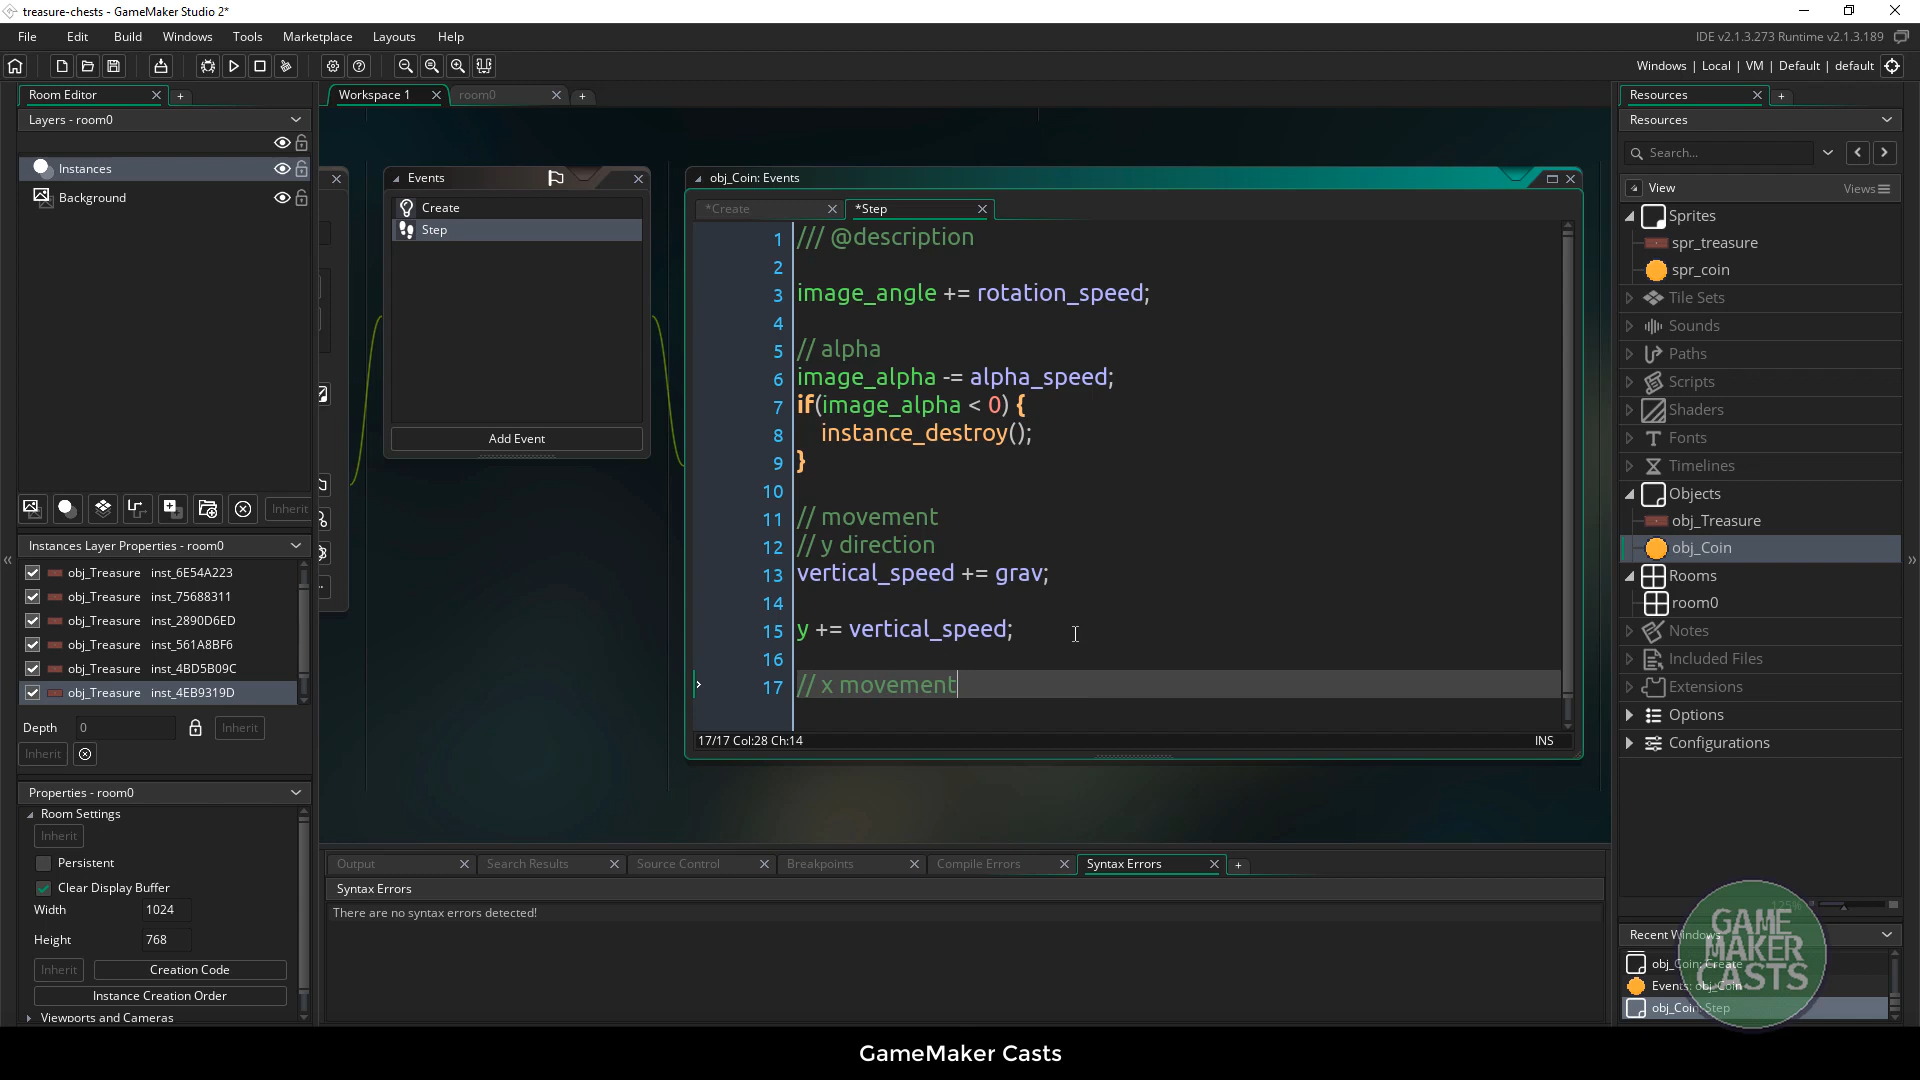 treasure-chests - GameMaker Studio 2*
File Edit Build Windows Tools Marketplace Layouts Help
IDE v2.1.3.273 Runtime v2.1.3.189
Windows | Local | VM | Default | default
Room Editor
Layers - room0
Instances
Background
Inherit
Instances Layer Properties - room0
obj_Treasure inst_6E54A223
obj_Treasure inst_75688311
obj_Treasure inst_2890D6ED
obj_Treasure inst_561A8BF6
obj_Treasure inst_4BD5B09C
obj_Treasure inst_4EB9319D
Depth 0 Inherit
Inherit
Properties - room0
Room Settings
Inherit
Persistent
Clear Display Buffer
Width 1024
Height 768
Inherit Creation Code
Instance Creation Order
Viewports and Cameras
Workspace 1 room0
Events
Create
Step
Add Event
obj_Coin: Events
*Create *Step
1 /// @description
2
3 image_angle += rotation_speed;
4
5 // alpha
6 image_alpha -= alpha_speed;
7 if(image_alpha < 0) {
8 instance_destroy();
9 }
10
11 // movement
12 // y direction
13 vertical_speed += grav;
14
15 y += vertical_speed;
16
17 // x movement
17/17 Col:28 Ch:14 INS
Output Search Results Source Control Breakpoints Compile Errors Syntax Errors
Syntax Errors
There are no syntax errors detected!
Resources
Resources
Search...
View Views
Sprites
spr_treasure
spr_coin
Tile Sets
Sounds
Paths
Scripts
Shaders
Fonts
Timelines
Objects
obj_Treasure
obj_Coin
Rooms
room0
Notes
Included Files
Extensions
Options
Configurations
125%
Recent Windows
obj_Coin: Create
Events: obj_Coin
obj_Coin: Step
GAME
MAKER
CASTS
GameMaker Casts